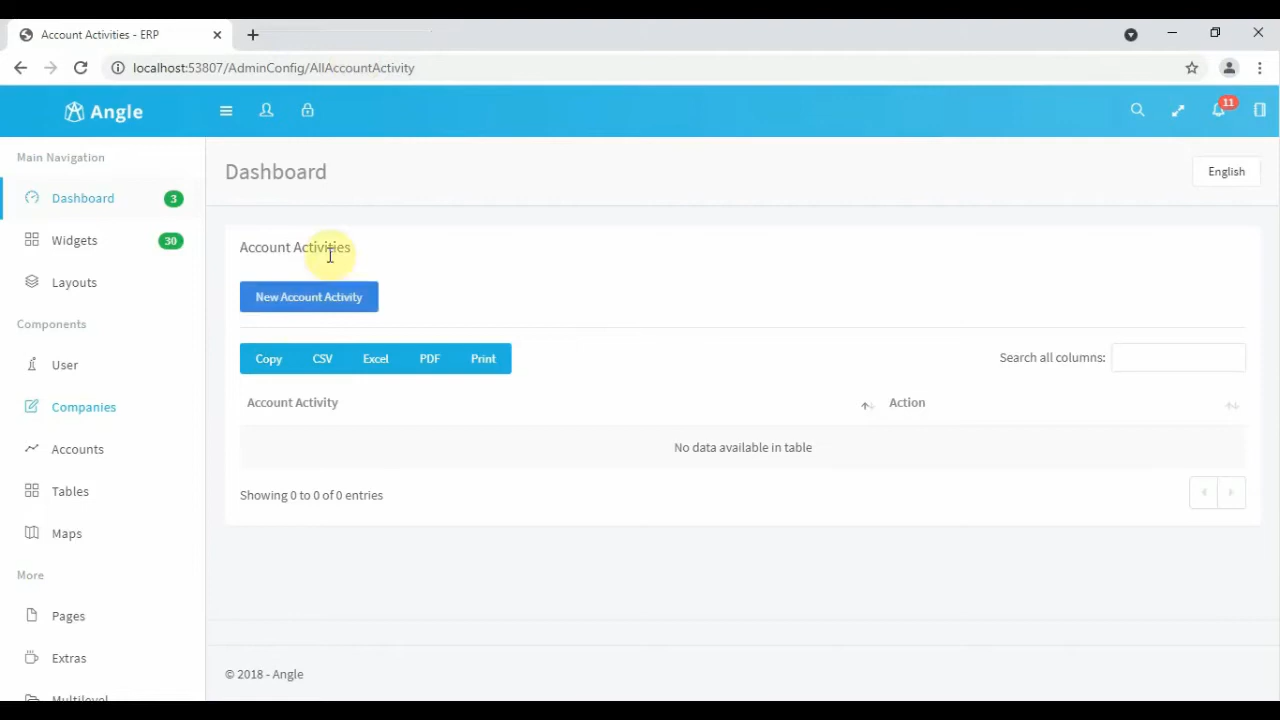 Account Activities - ERP
localhost:53807/AdminConfig/AllAccountActivity
Angle
11
Main Navigation
Dashboard
English
Dashboard 3
Widgets 30
Layouts
Components
User
Companies
Accounts
Tables
Maps
More
Pages
Extras
Multilevel
Account Activities
New Account Activity
Copy CSV Excel PDF Print
Search all columns:
Account Activity Action
No data available in table
Showing 0 to 0 of 0 entries
© 2018 - Angle